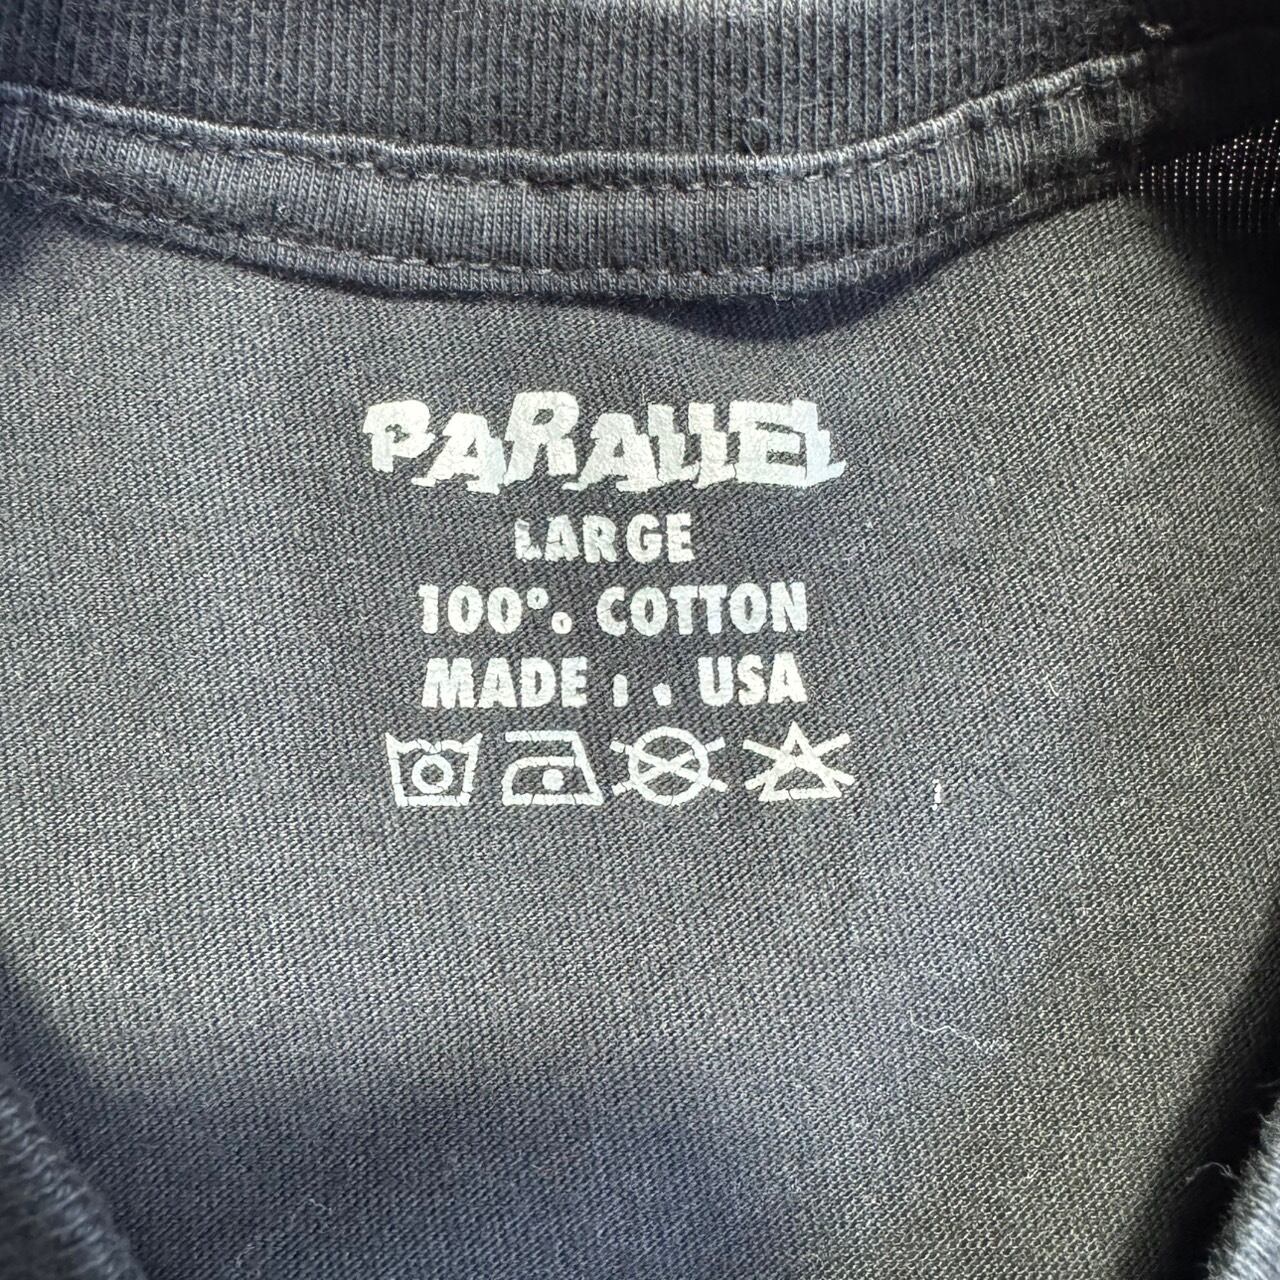 PARALLEL
LARGE
100% COTTON
MADE USA